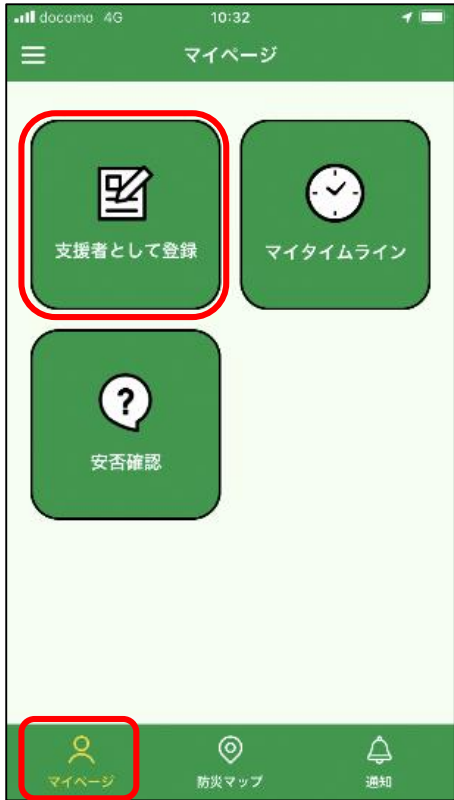 docomo 4G 10:32
マイページ
支援者として登録 マイタイムライン
?
安否確認
マイページ 防災マップ 通知